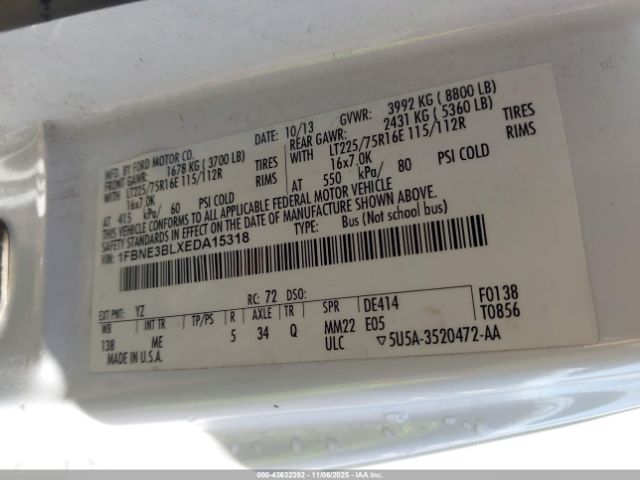 MFG. BY FORD MOTOR CO. DATE: 10/13 GVWR: 3992 KG ( 8800 LB)
FRONT GAWR: 1678 KG ( 3700 LB) REAR GAWR: 2431 KG ( 5360 LB)
WITH LT225/75R16E 115/112R TIRES WITH LT225/75R16E 115/112R TIRES
16x7.0K RIMS 16x7.0K RIMS
AT 415 kPa/ 60 PSI COLD AT 550 kPa/ 80 PSI COLD
THIS VEHICLE CONFORMS TO ALL APPLICABLE FEDERAL MOTOR VEHICLE
SAFETY STANDARDS IN EFFECT ON THE DATE OF MANUFACTURE SHOWN ABOVE.
VIN: 1FBNE3BLXEDA15318 TYPE: Bus (Not school bus)
EXT PNT: YZ RC: 72 DSO:
WB INT TR TP/PS R AXLE TR SPR DE414 F0138
138 ME 5 34 Q MM22 E05 T0856
MADE IN U.S.A. ULC ▽5U5A-3520472-AA
000-43632392 - 11/06/2025 - IAAI.com